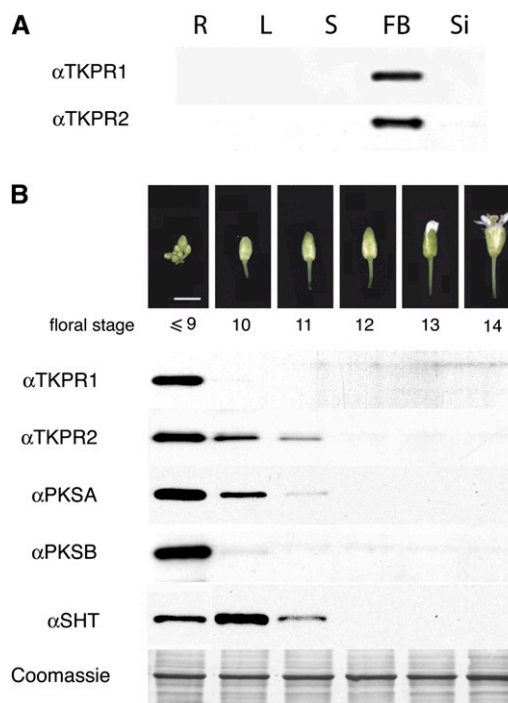 A
R L S FB Si
αTKPR1
αTKPR2
B
floral stage ⩽ 9 10 11 12 13 14
αTKPR1
αTKPR2
αPKSA
αPKSB
αSHT
Coomassie